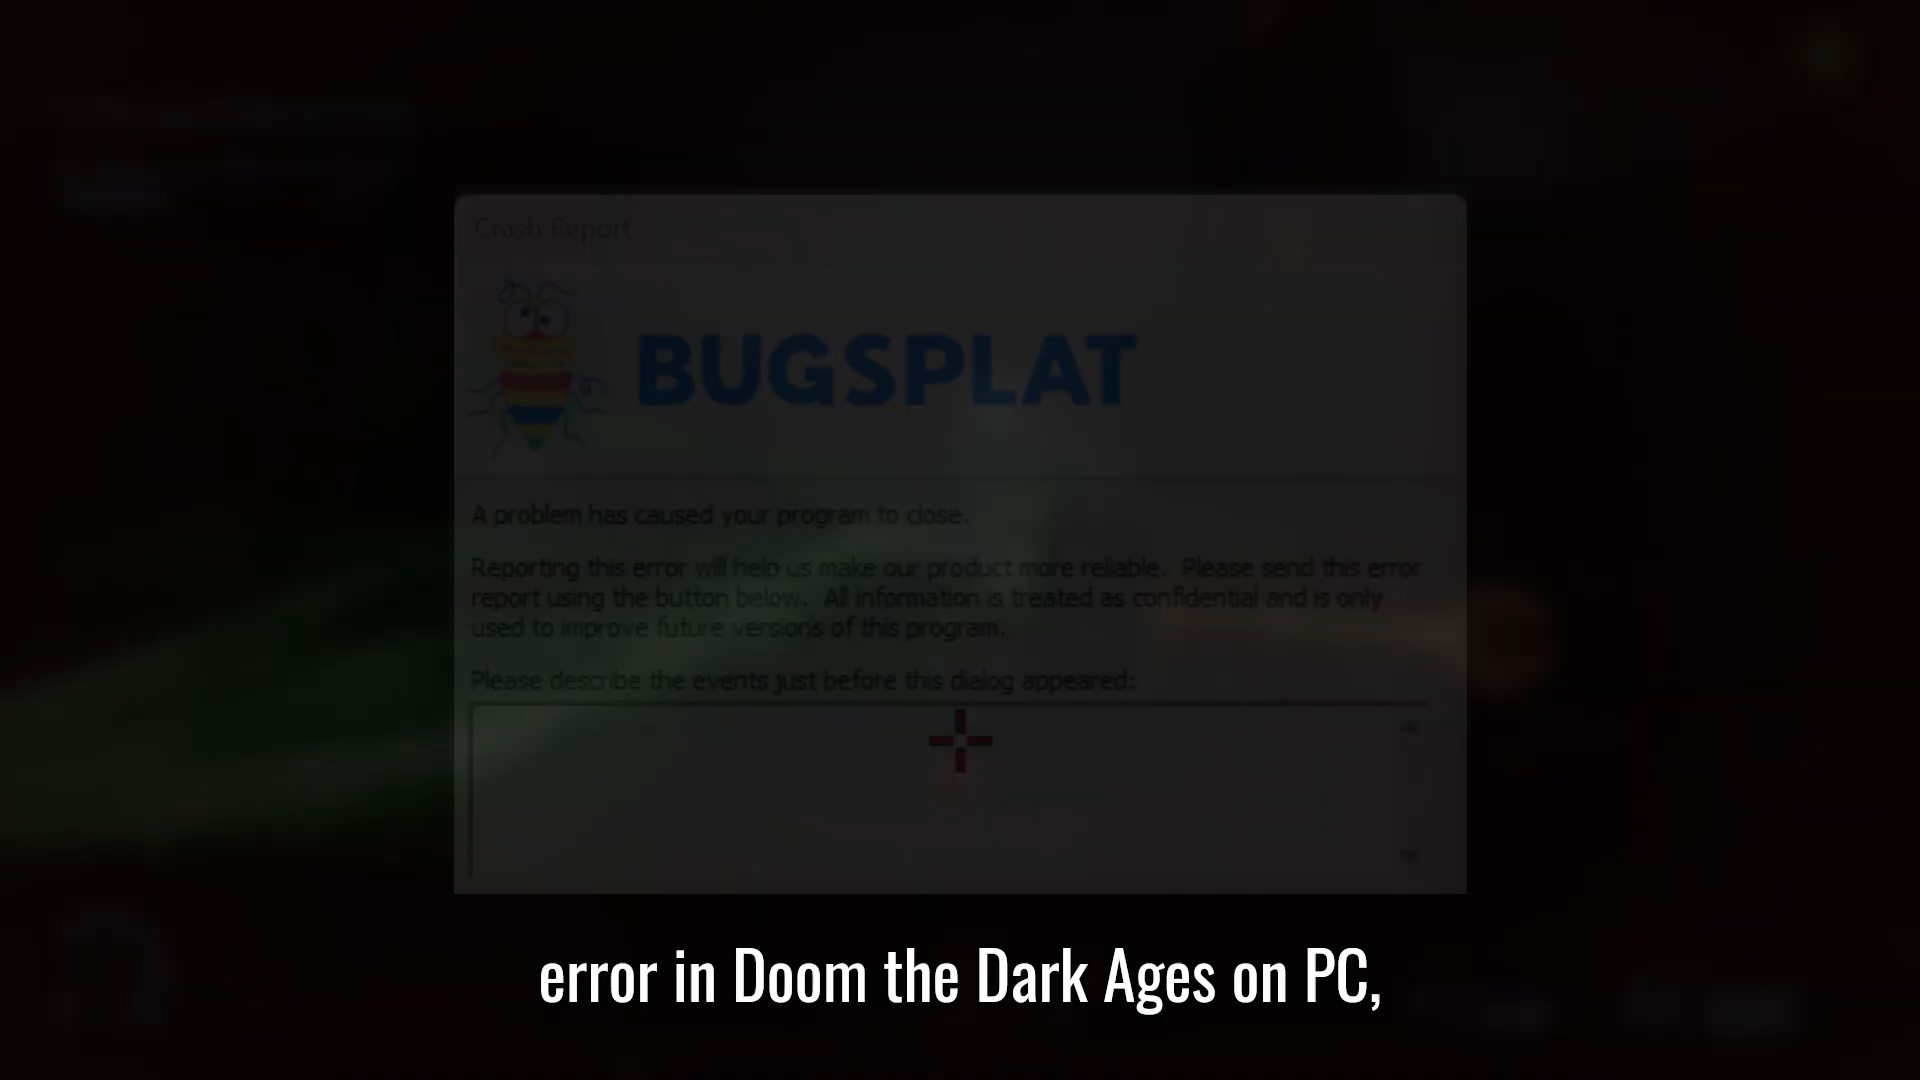 Crash Report
BUGSPLAT
A problem has caused your program to close.
Reporting this error will help us make our product more reliable. Please send this error
report using the button below. All information is treated as confidential and is only
used to improve future versions of this program.
Please describe the events just before this dialog appeared:
error in Doom the Dark Ages on PC,